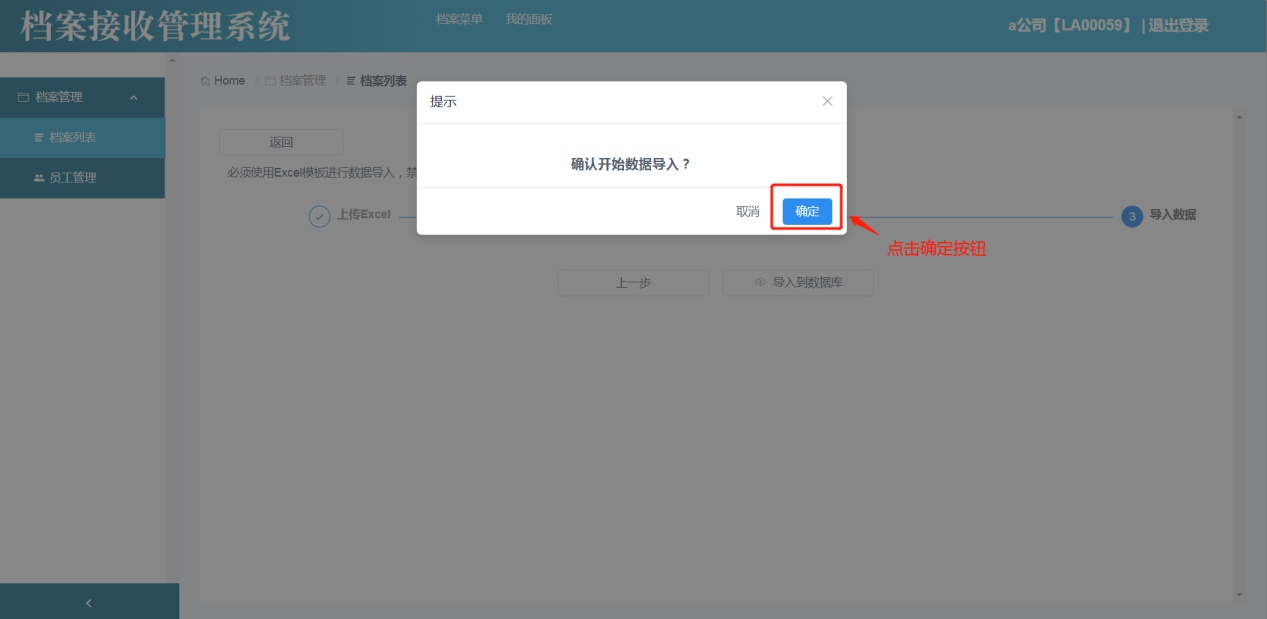 档案接收管理系统
档案菜单 我的面板
a公司【LA00059】 | 退出登录
档案管理
档案列表
员工管理
Home / 档案管理 / 档案列表
提示
确认开始数据导入？
取消 确定
点击确定按钮
返回
必须使用Excel模板进行数据导入，禁
上传Excel
3 导入数据
上一步 导入到数据库